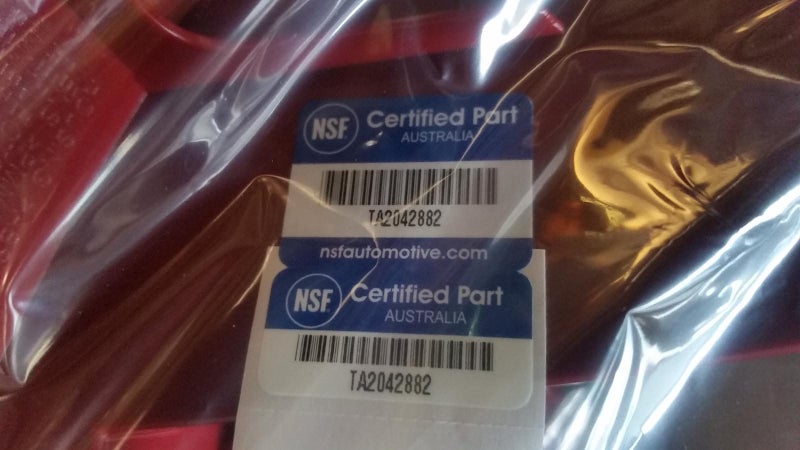 NSF Certified Part
AUSTRALIA
TA2042882
nsfautomotive.com
NSF Certified Part
AUSTRALIA
TA2042882